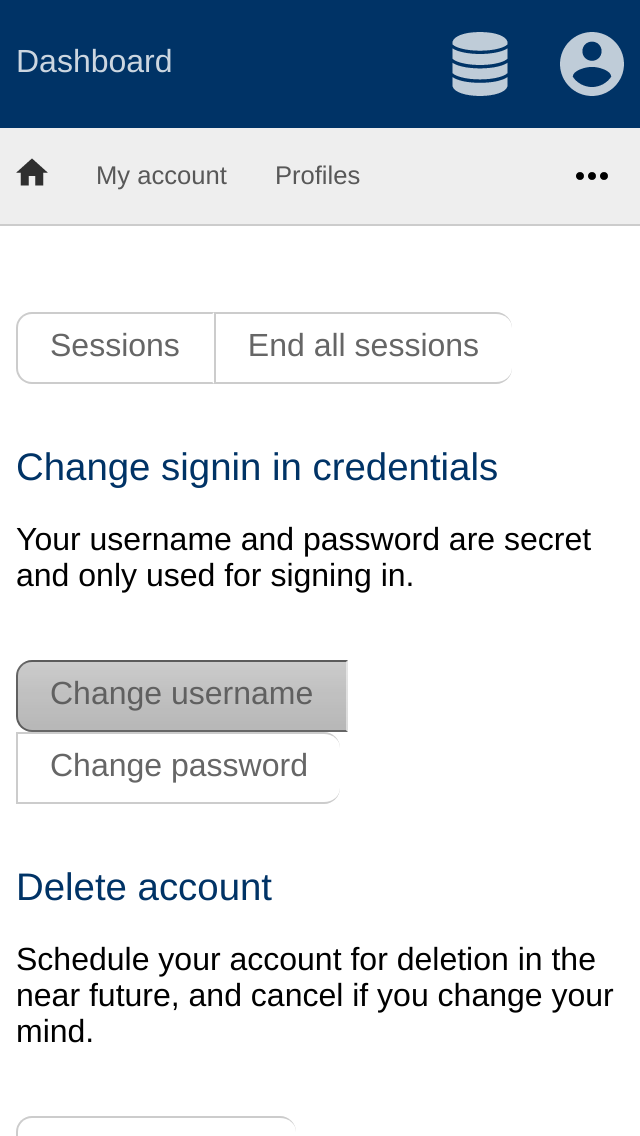 Dashboard
My account Profiles
Sessions End all sessions
Change signin in credentials
Your username and password are secret
and only used for signing in.
Change username
Change password
Delete account
Schedule your account for deletion in the
near future, and cancel if you change your
mind.